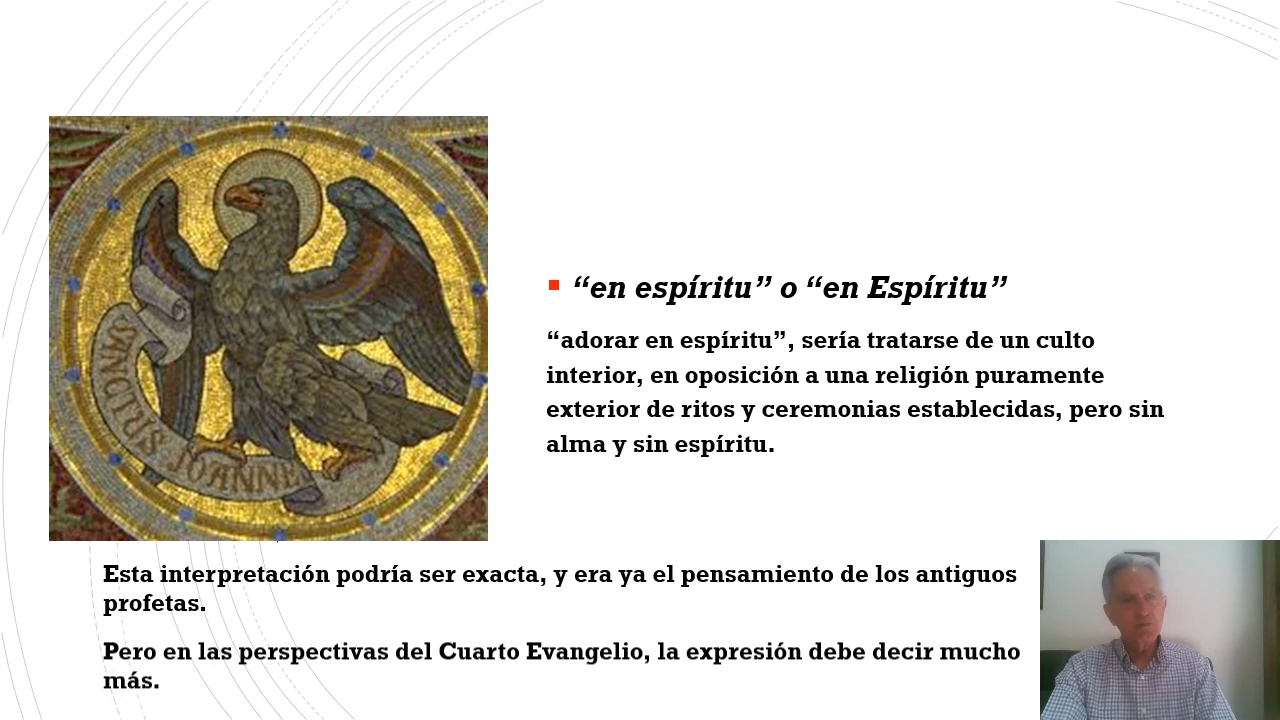 SANCTUS JOANNE
“en espíritu” o “en Espíritu”
“adorar en espíritu”, sería tratarse de un culto
interior, en oposición a una religión puramente
exterior de ritos y ceremonias establecidas, pero sin
alma y sin espíritu.
Esta interpretación podría ser exacta, y era ya el pensamiento de los antiguos
profetas.
Pero en las perspectivas del Cuarto Evangelio, la expresión debe decir mucho
más.